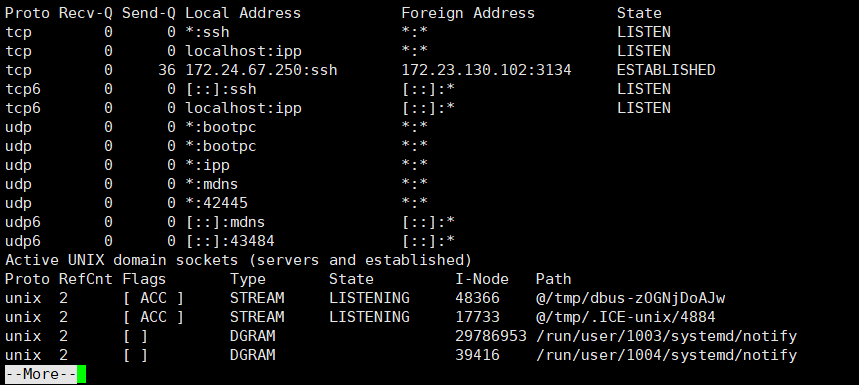 Proto Recv-Q Send-Q Local Address           Foreign Address         State
tcp        0      0 *:ssh                   *:*                     LISTEN
tcp        0      0 localhost:ipp           *:*                     LISTEN
tcp        0     36 172.24.67.250:ssh       172.23.130.102:3134     ESTABLISHED
tcp6       0      0 [::]:ssh                [::]:*                  LISTEN
tcp6       0      0 localhost:ipp           [::]:*                  LISTEN
udp        0      0 *:bootpc                *:*
udp        0      0 *:bootpc                *:*
udp        0      0 *:ipp                   *:*
udp        0      0 *:mdns                  *:*
udp        0      0 *:42445                 *:*
udp6       0      0 [::]:mdns               [::]:*
udp6       0      0 [::]:43484              [::]:*
Active UNIX domain sockets (servers and established)
Proto RefCnt Flags       Type       State         I-Node   Path
unix  2      [ ACC ]     STREAM     LISTENING     48366    @/tmp/dbus-zOGNjDoAJw
unix  2      [ ACC ]     STREAM     LISTENING     17733    @/tmp/.ICE-unix/4884
unix  2      [ ]         DGRAM                    29786953 /run/user/1003/systemd/notify
unix  2      [ ]         DGRAM                    39416    /run/user/1004/systemd/notify
--More--